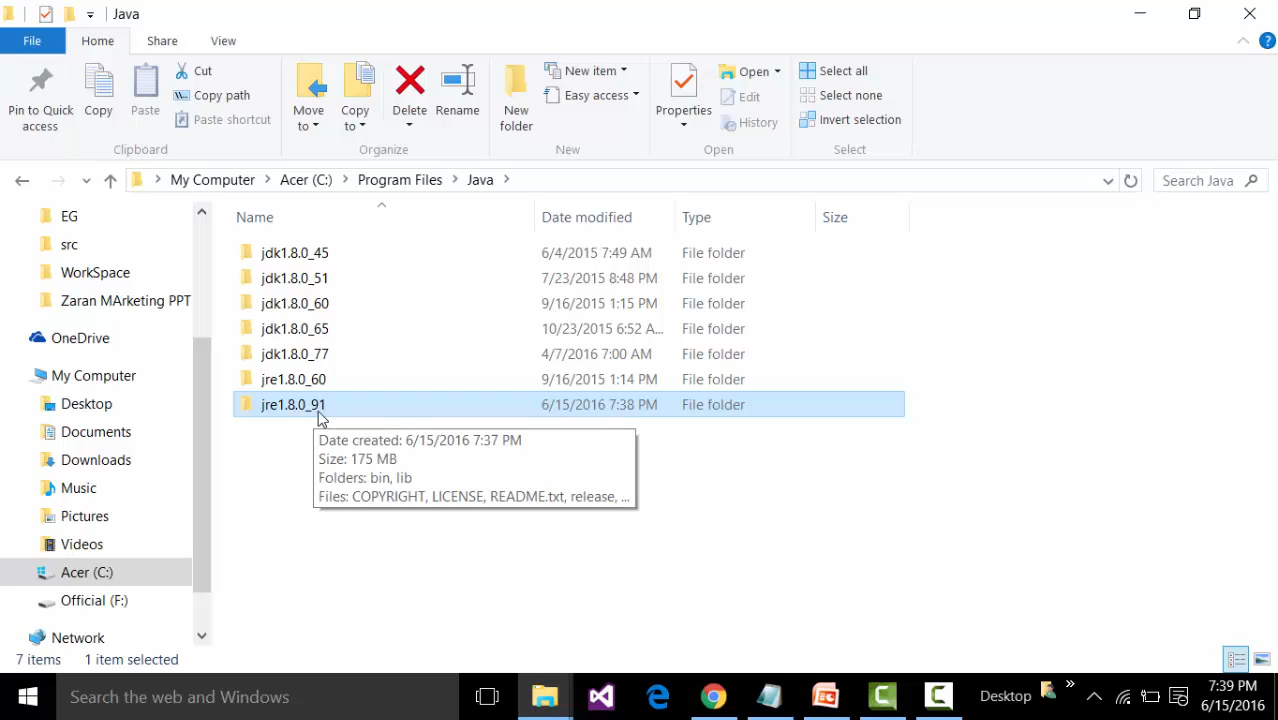 Java
File Home Share View
Pin to Quick access
Copy
Paste
Cut
Copy path
Paste shortcut
Clipboard
Move to
Copy to
Delete
Rename
Organize
New folder
New item
Easy access
New
Properties
Open
Edit
History
Open
Select all
Select none
Invert selection
Select
My Computer Acer (C:) Program Files Java
Search Java
EG
src
WorkSpace
Zaran MArketing PPT
OneDrive
My Computer
Desktop
Documents
Downloads
Music
Pictures
Videos
Acer (C:)
Official (F:)
Network
Name Date modified Type Size
jdk1.8.0_45 6/4/2015 7:49 AM File folder
jdk1.8.0_51 7/23/2015 8:48 PM File folder
jdk1.8.0_60 9/16/2015 1:15 PM File folder
jdk1.8.0_65 10/23/2015 6:52 A... File folder
jdk1.8.0_77 4/7/2016 7:00 AM File folder
jre1.8.0_60 9/16/2015 1:14 PM File folder
jre1.8.0_91 6/15/2016 7:38 PM File folder
Date created: 6/15/2016 7:37 PM
Size: 175 MB
Folders: bin, lib
Files: COPYRIGHT, LICENSE, README.txt, release, ...
7 items 1 item selected
Search the web and Windows
Desktop
7:39 PM
6/15/2016